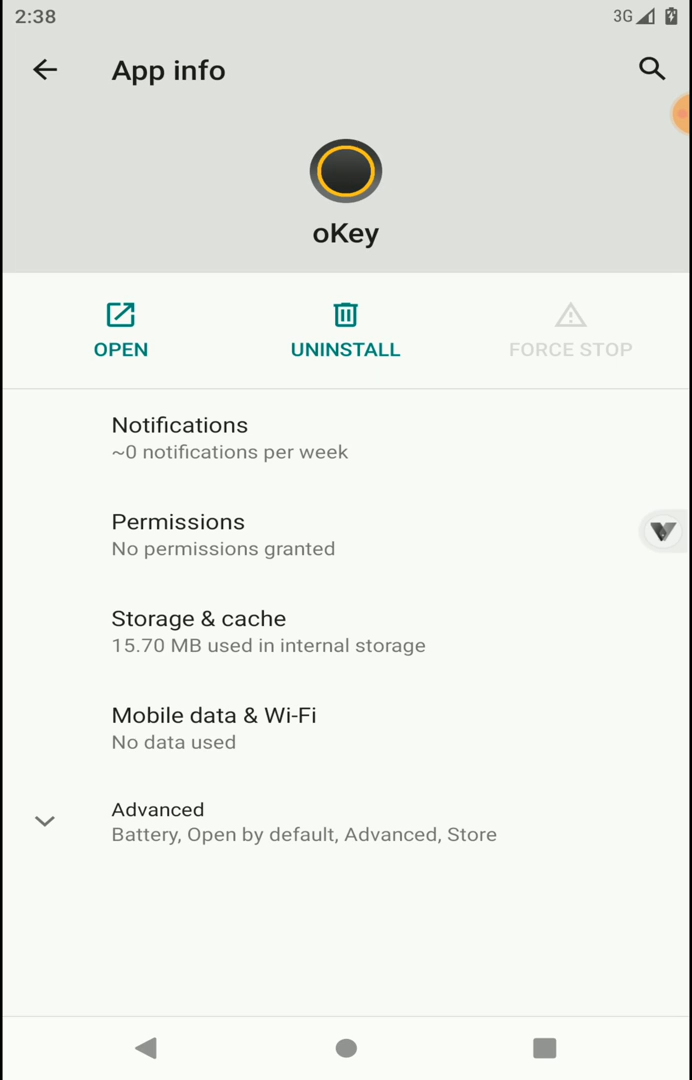 2:38
3G
App info
oKey
OPEN
UNINSTALL
FORCE STOP
Notifications
~0 notifications per week
Permissions
No permissions granted
Storage & cache
15.70 MB used in internal storage
Mobile data & Wi-Fi
No data used
Advanced
Battery, Open by default, Advanced, Store